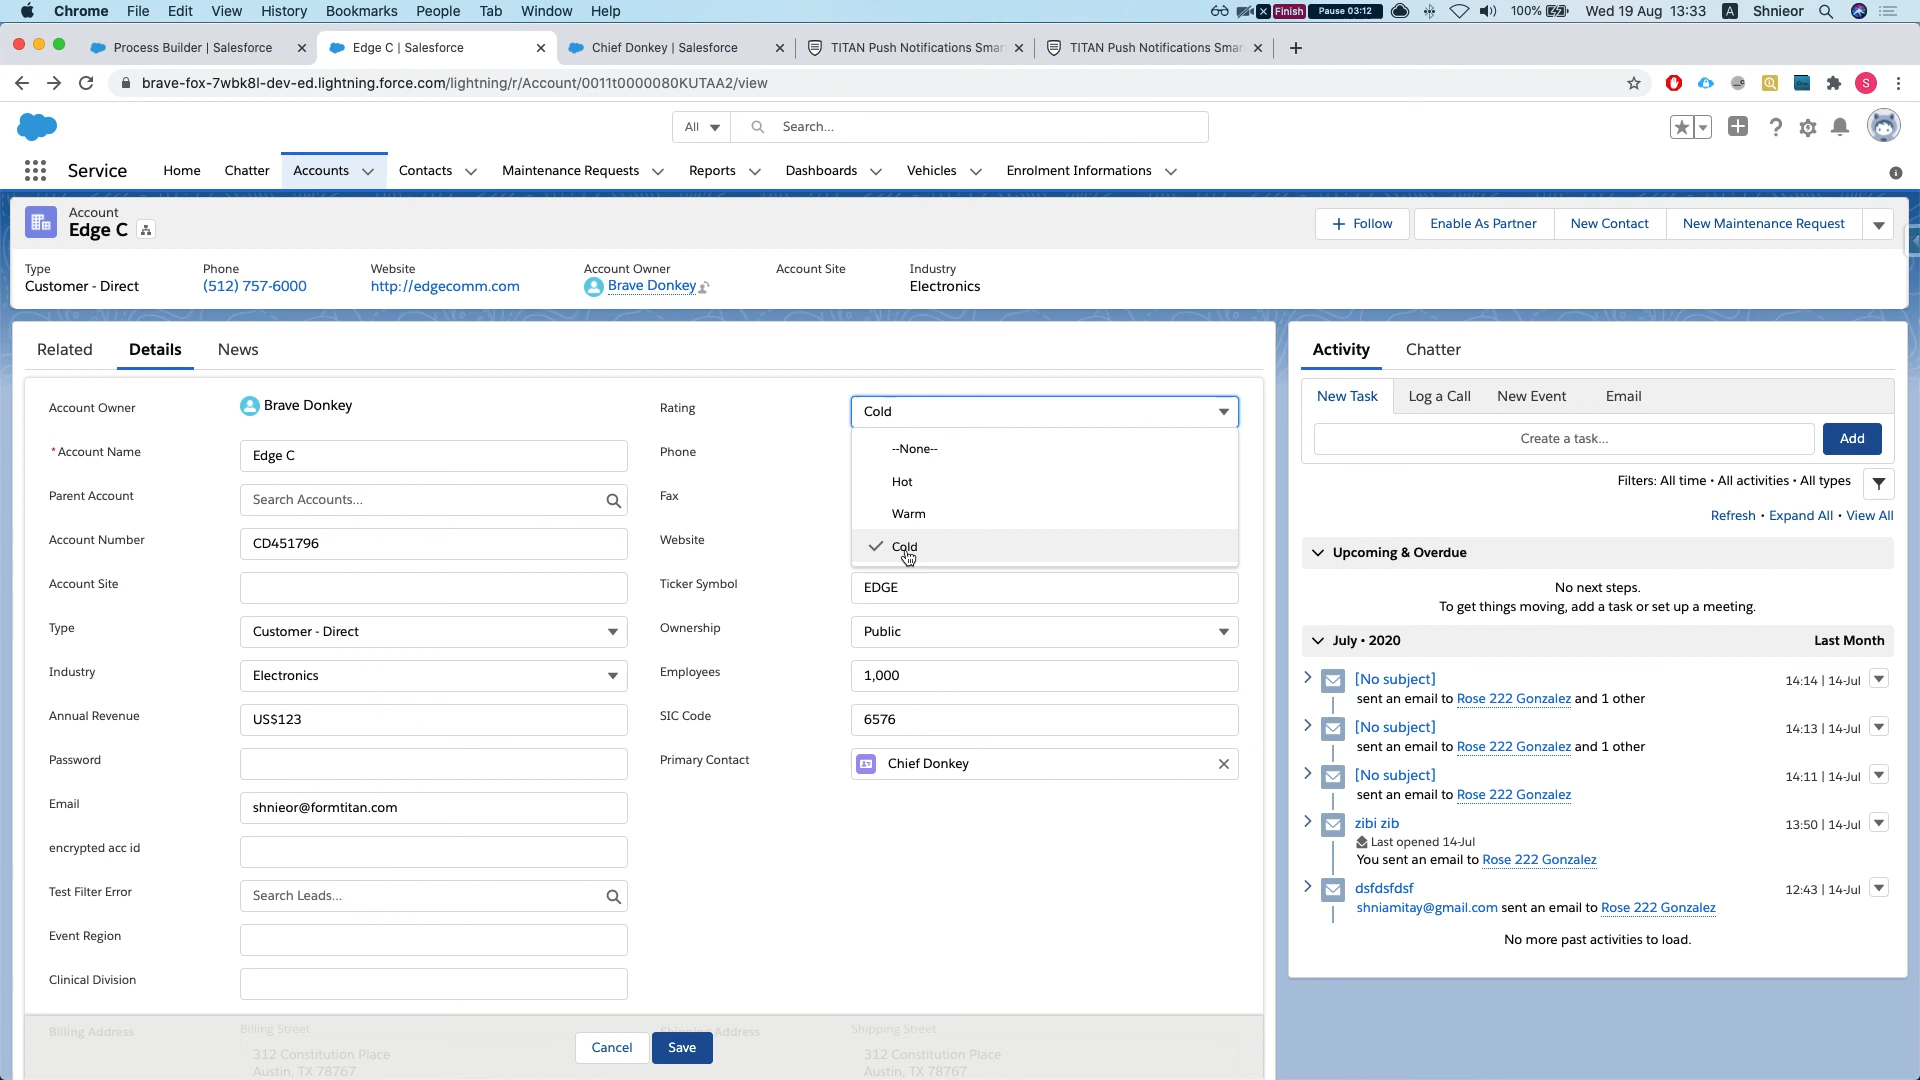 Chrome File Edit View History Bookmarks People Tab Window Help
Finish Pause 03:12 100% Wed 19 Aug 13:33 A Shnieor
Process Builder | Salesforce
Edge C | Salesforce
Chief Donkey | Salesforce
TITAN Push Notifications Smar
TITAN Push Notifications Smar
brave-fox-7wbk8l-dev-ed.lightning.force.com/lightning/r/Account/0011t0000080KUTAA2/view
S
All
Search...
Service Home Chatter Accounts Contacts Maintenance Requests Reports Dashboards Vehicles Enrolment Informations
Account
Edge C
Follow
Enable As Partner
New Contact
New Maintenance Request
Type
Customer - Direct
Phone
(512) 757-6000
Website
http://edgecomm.com
Account Owner
Brave Donkey
Account Site
Industry
Electronics
Related Details News
Account Owner
Brave Donkey
*Account Name
Edge C
Parent Account
Search Accounts...
Account Number
CD451796
Account Site
Type
Customer - Direct
Industry
Electronics
Annual Revenue
US$123
Password
Email
shnieor@formtitan.com
encrypted acc id
Test Filter Error
Search Leads...
Event Region
Clinical Division
Rating
Cold
--None--
Hot
Warm
Cold
Phone
Fax
Website
Ticker Symbol
EDGE
Ownership
Public
Employees
1,000
SIC Code
6576
Primary Contact
Chief Donkey
Billing Address
Billing Street
312 Constitution Place
Austin, TX 78767
Shipping Address
Shipping Street
312 Constitution Place
Austin, TX 78767
Cancel
Save
Activity Chatter
New Task Log a Call New Event Email
Create a task...
Add
Filters: All time • All activities • All types
Refresh • Expand All • View All
Upcoming & Overdue
No next steps.
To get things moving, add a task or set up a meeting.
July • 2020
Last Month
[No subject]
14:14 | 14-Jul
sent an email to Rose 222 Gonzalez and 1 other
[No subject]
14:13 | 14-Jul
sent an email to Rose 222 Gonzalez and 1 other
[No subject]
14:11 | 14-Jul
sent an email to Rose 222 Gonzalez
zibi zib
13:50 | 14-Jul
Last opened 14-Jul
You sent an email to Rose 222 Gonzalez
dsfdsfdsf
12:43 | 14-Jul
shniamitay@gmail.com sent an email to Rose 222 Gonzalez
No more past activities to load.